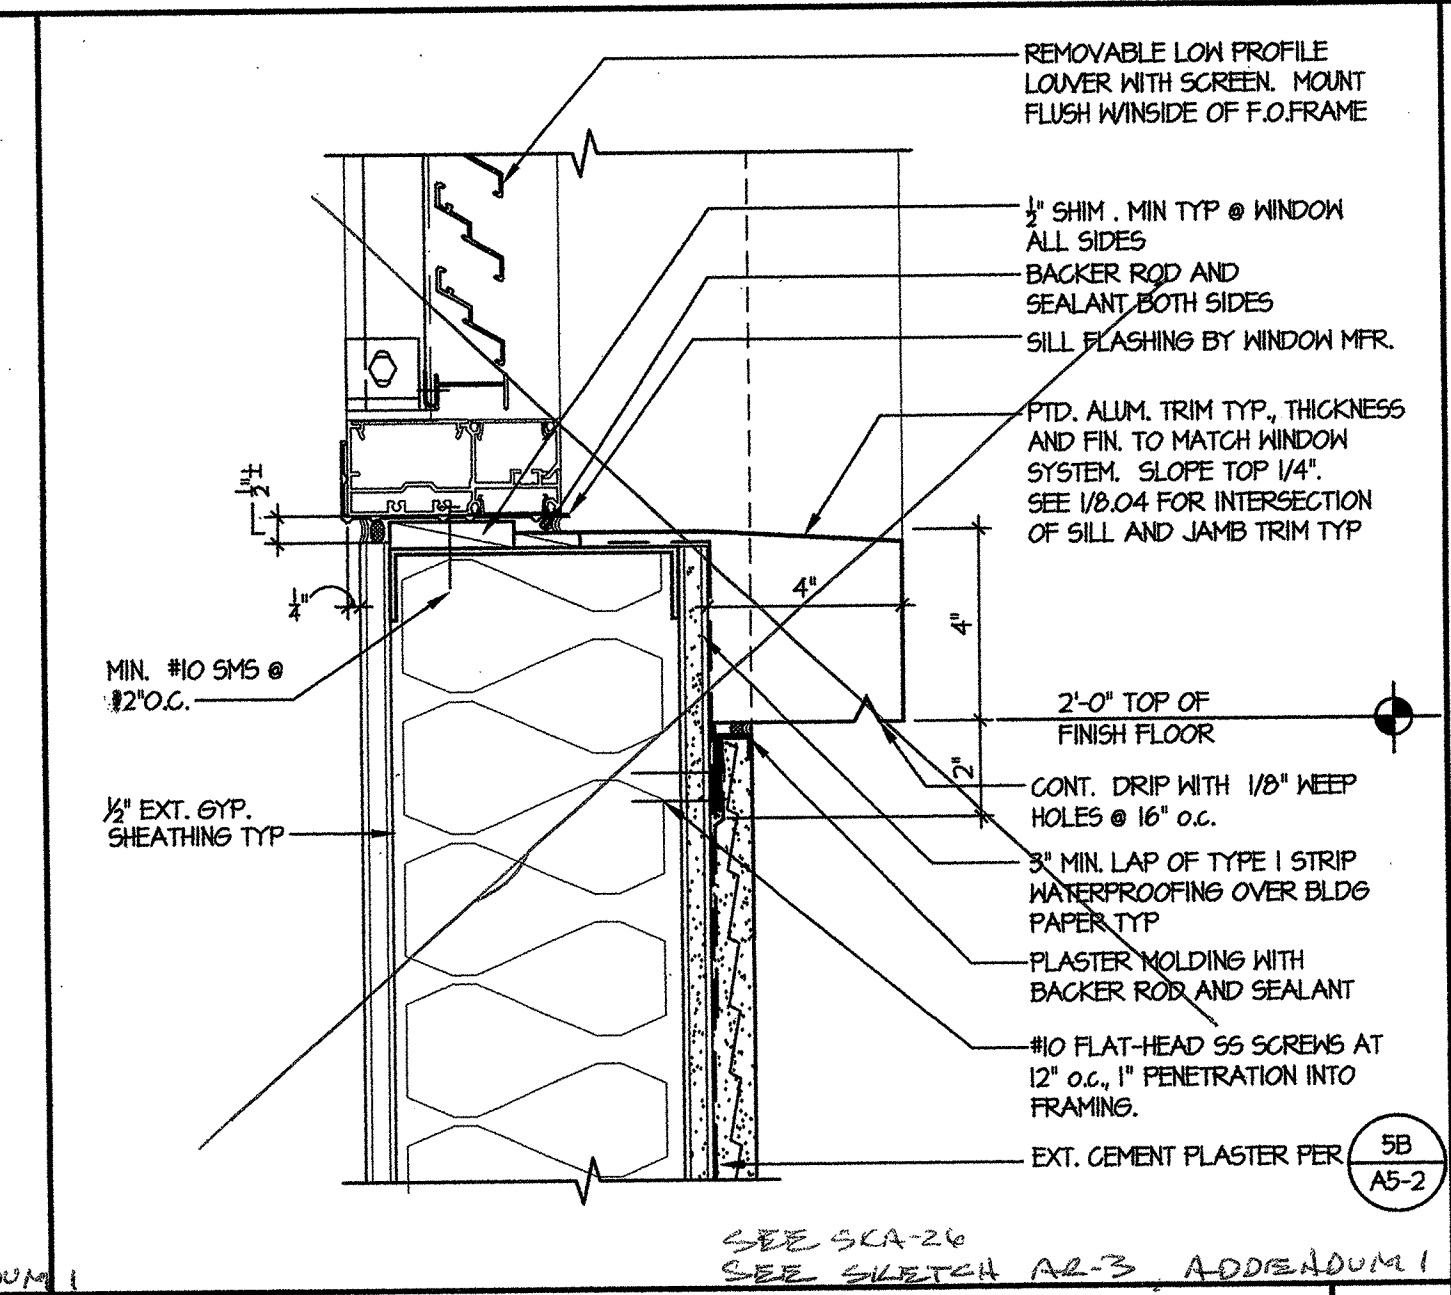 REMOVABLE LOW PROFILE
LOUVER WITH SCREEN. MOUNT
FLUSH W/INSIDE OF F.O.FRAME
½" SHIM . MIN TYP @ WINDOW
ALL SIDES
BACKER ROD AND
SEALANT BOTH SIDES
SILL FLASHING BY WINDOW MFR.
PTD. ALUM. TRIM TYP., THICKNESS
AND FIN. TO MATCH WINDOW
SYSTEM. SLOPE TOP 1/4".
SEE 1/8.04 FOR INTERSECTION
OF SILL AND JAMB TRIM TYP
½"±
¼"
4"
4"
MIN. #10 SMS @
12"O.C.
2'-0" TOP OF
FINISH FLOOR
2"
CONT. DRIP WITH 1/8" WEEP
HOLES @ 16" o.c.
½" EXT. GYP.
SHEATHING TYP
3" MIN. LAP OF TYPE I STRIP
WATERPROOFING OVER BLDG
PAPER TYP
PLASTER MOLDING WITH
BACKER ROD AND SEALANT
#10 FLAT-HEAD SS SCREWS AT
12" o.c., 1" PENETRATION INTO
FRAMING.
EXT. CEMENT PLASTER PER
5B
A5-2
SEE SKA-26
SEE SKETCH AR-3 ADDENDUM 1
DUM 1